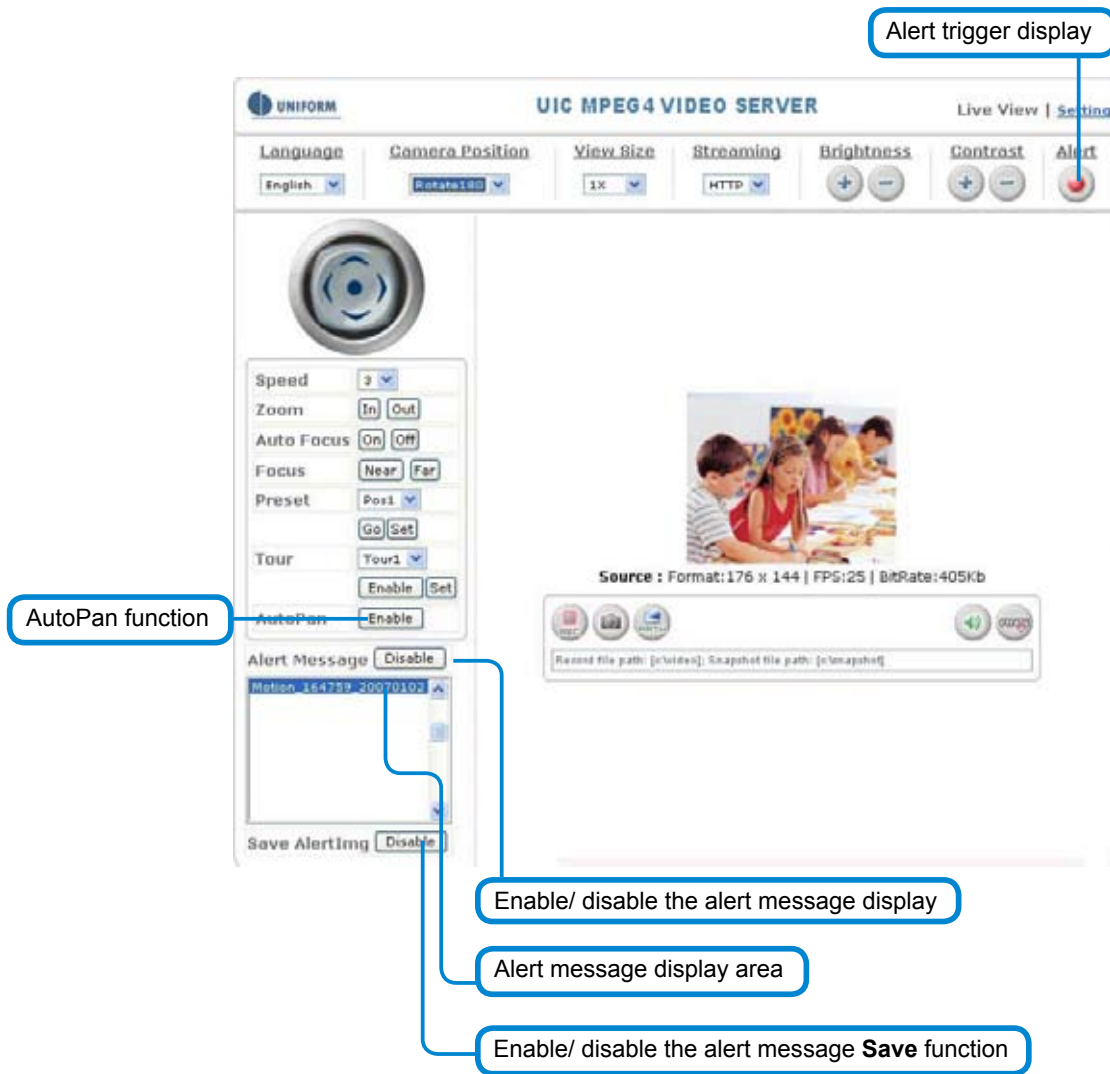 Alert trigger display
UNIFORM
UIC MPEG4 VIDEO SERVER
Live View | Setting
Language Camera Position View Size Streaming Brightness Contrast Alert
English Rotate180 1X HTTP + − + −
Speed 3
Zoom In Out
Auto Focus On Off
Focus Near Far
Preset Pos1
Go Set
Tour Tour1
Enable Set
AutoPan function
AutoPan Enable
Source : Format:176 x 144 | FPS:25 | BitRate:405Kb
REC
Record file path: [c:\video]; Snapshot file path: [c:\snapshot]
Alert Message Disable
Motion_164759_20070102
Save AlertImg Disable
Enable/ disable the alert message display
Alert message display area
Enable/ disable the alert message Save function